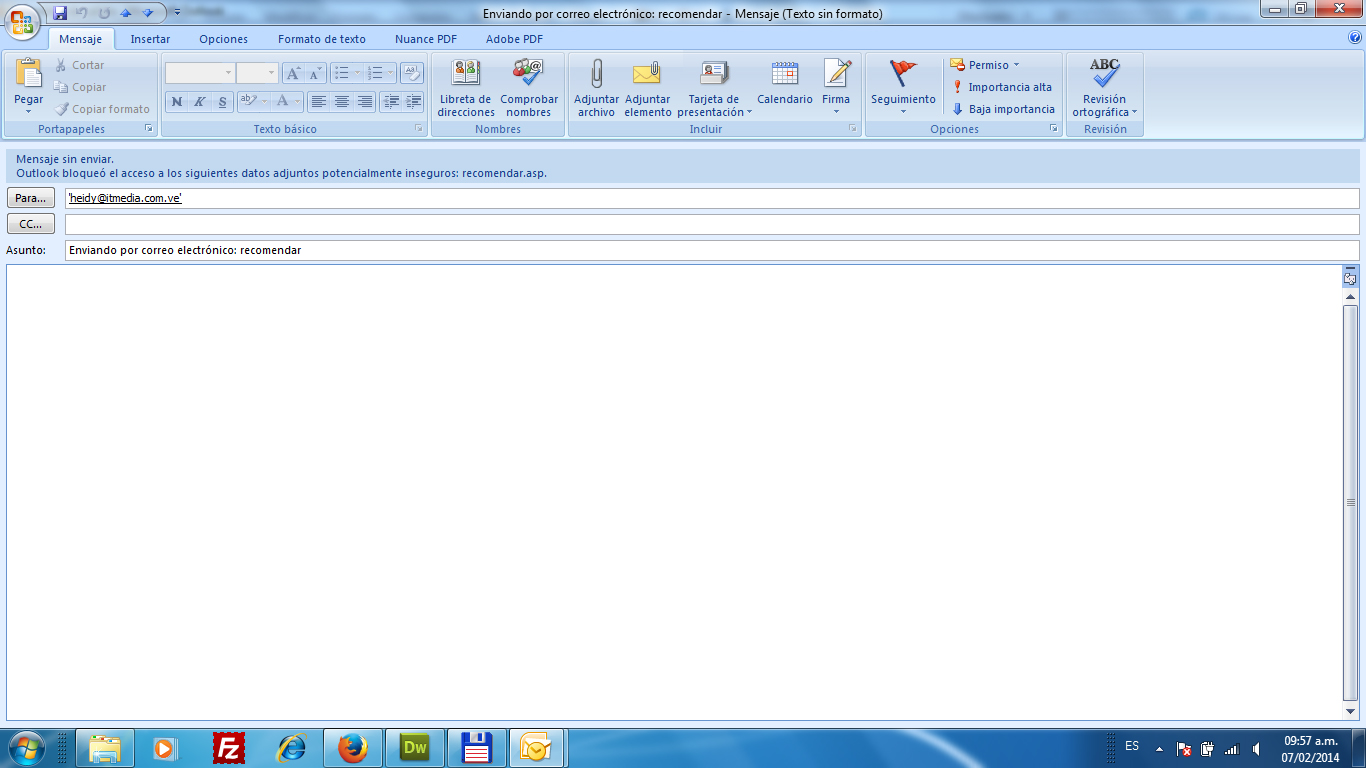 Enviando por correo electrónico: recomendar - Mensaje (Texto sin formato)
Mensaje Insertar Opciones Formato de texto Nuance PDF Adobe PDF
Pegar
Cortar
Copiar
Copiar formato
Portapapeles
N K S
ab A
Texto básico
Libreta de direcciones
Comprobar nombres
Nombres
Adjuntar archivo
Adjuntar elemento
Tarjeta de presentación
Calendario
Firma
Incluir
Seguimiento
Permiso
Importancia alta
Baja importancia
Opciones
ABC
Revisión ortográfica
Revisión
Mensaje sin enviar.
Outlook bloqueó el acceso a los siguientes datos adjuntos potencialmente inseguros: recomendar.asp.
Para... 'heidy@itmedia.com.ve'
CC...
Asunto: Enviando por correo electrónico: recomendar
Fz
Dw
ES
09:57 a.m.
07/02/2014